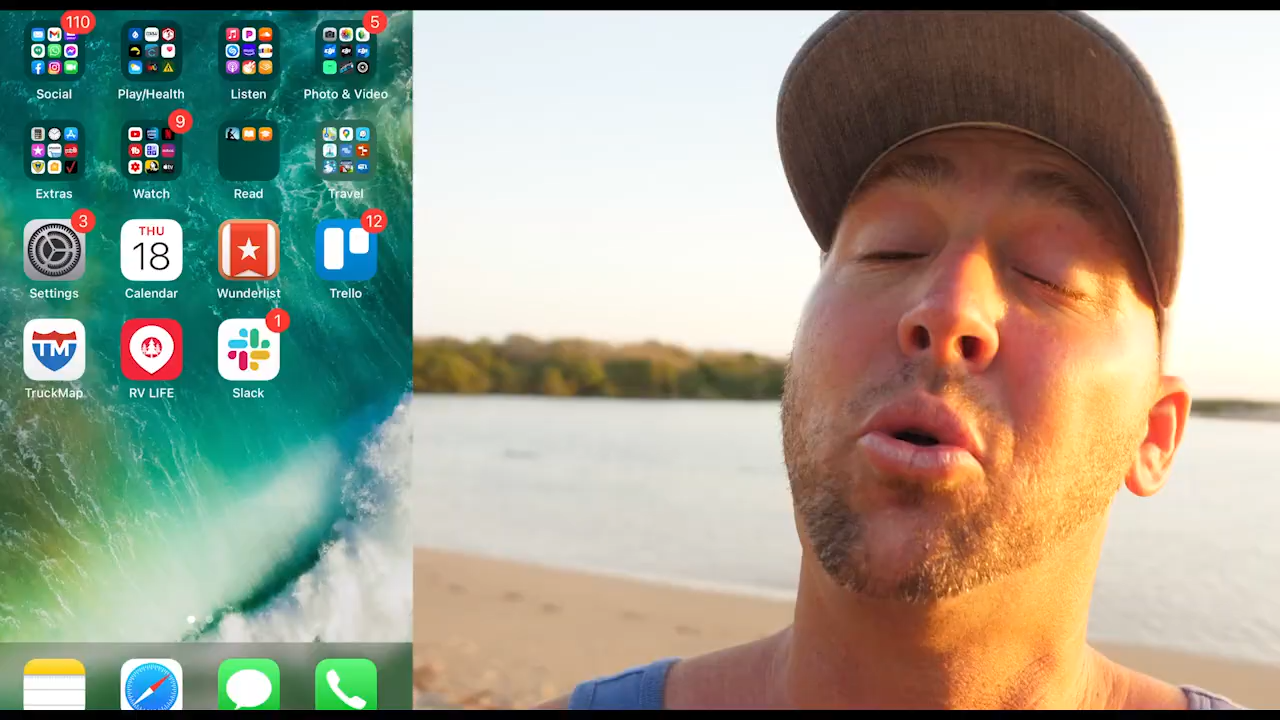 110
5
Social
Play/Health
Listen
Photo & Video
9
Extras
Watch
Read
Travel
3
12
THU
18
Settings
Calendar
Wunderlist
Trello
1
TM
TruckMap
RV LIFE
Slack